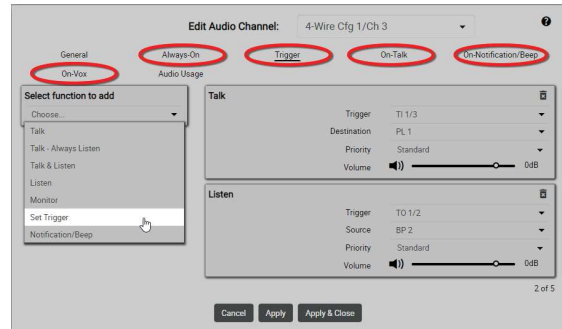 Edit Audio Channel: 4-Wire Cfg 1/Ch 3
General Always-On Trigger On-Talk On-Notification/Beep
On-Vox Audio Usage
Select function to add
Choose...
Talk
Talk - Always Listen
Talk & Listen
Listen
Monitor
Set Trigger
Notification/Beep
Talk
Trigger TI 1/3
Destination PL 1
Priority Standard
Volume 0dB
Listen
Trigger TO 1/2
Source BP 2
Priority Standard
Volume 0dB
2 of 5
Cancel Apply Apply & Close